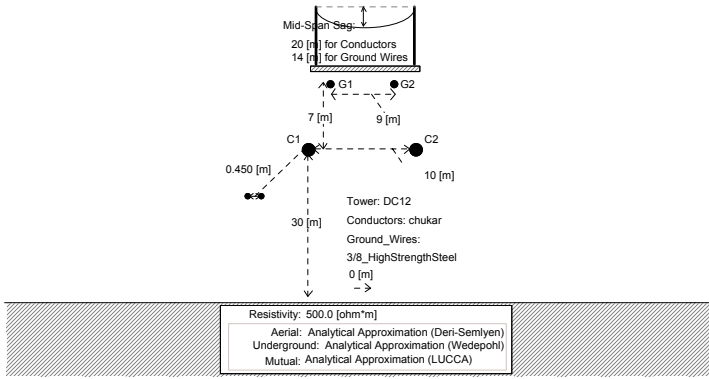 Mid-Span Sag:
20 [m] for Conductors
14 [m] for Ground Wires
G1
G2
7 [m]
9 [m]
C1
C2
0.450 [m]
10 [m]
30 [m]
Tower: DC12
Conductors: chukar
Ground_Wires:
3/8_HighStrengthSteel
0 [m]
Resistivity: 500.0 [ohm*m]
Aerial: Analytical Approximation (Deri-Semlyen)
Underground: Analytical Approximation (Wedepohl)
Mutual: Analytical Approximation (LUCCA)